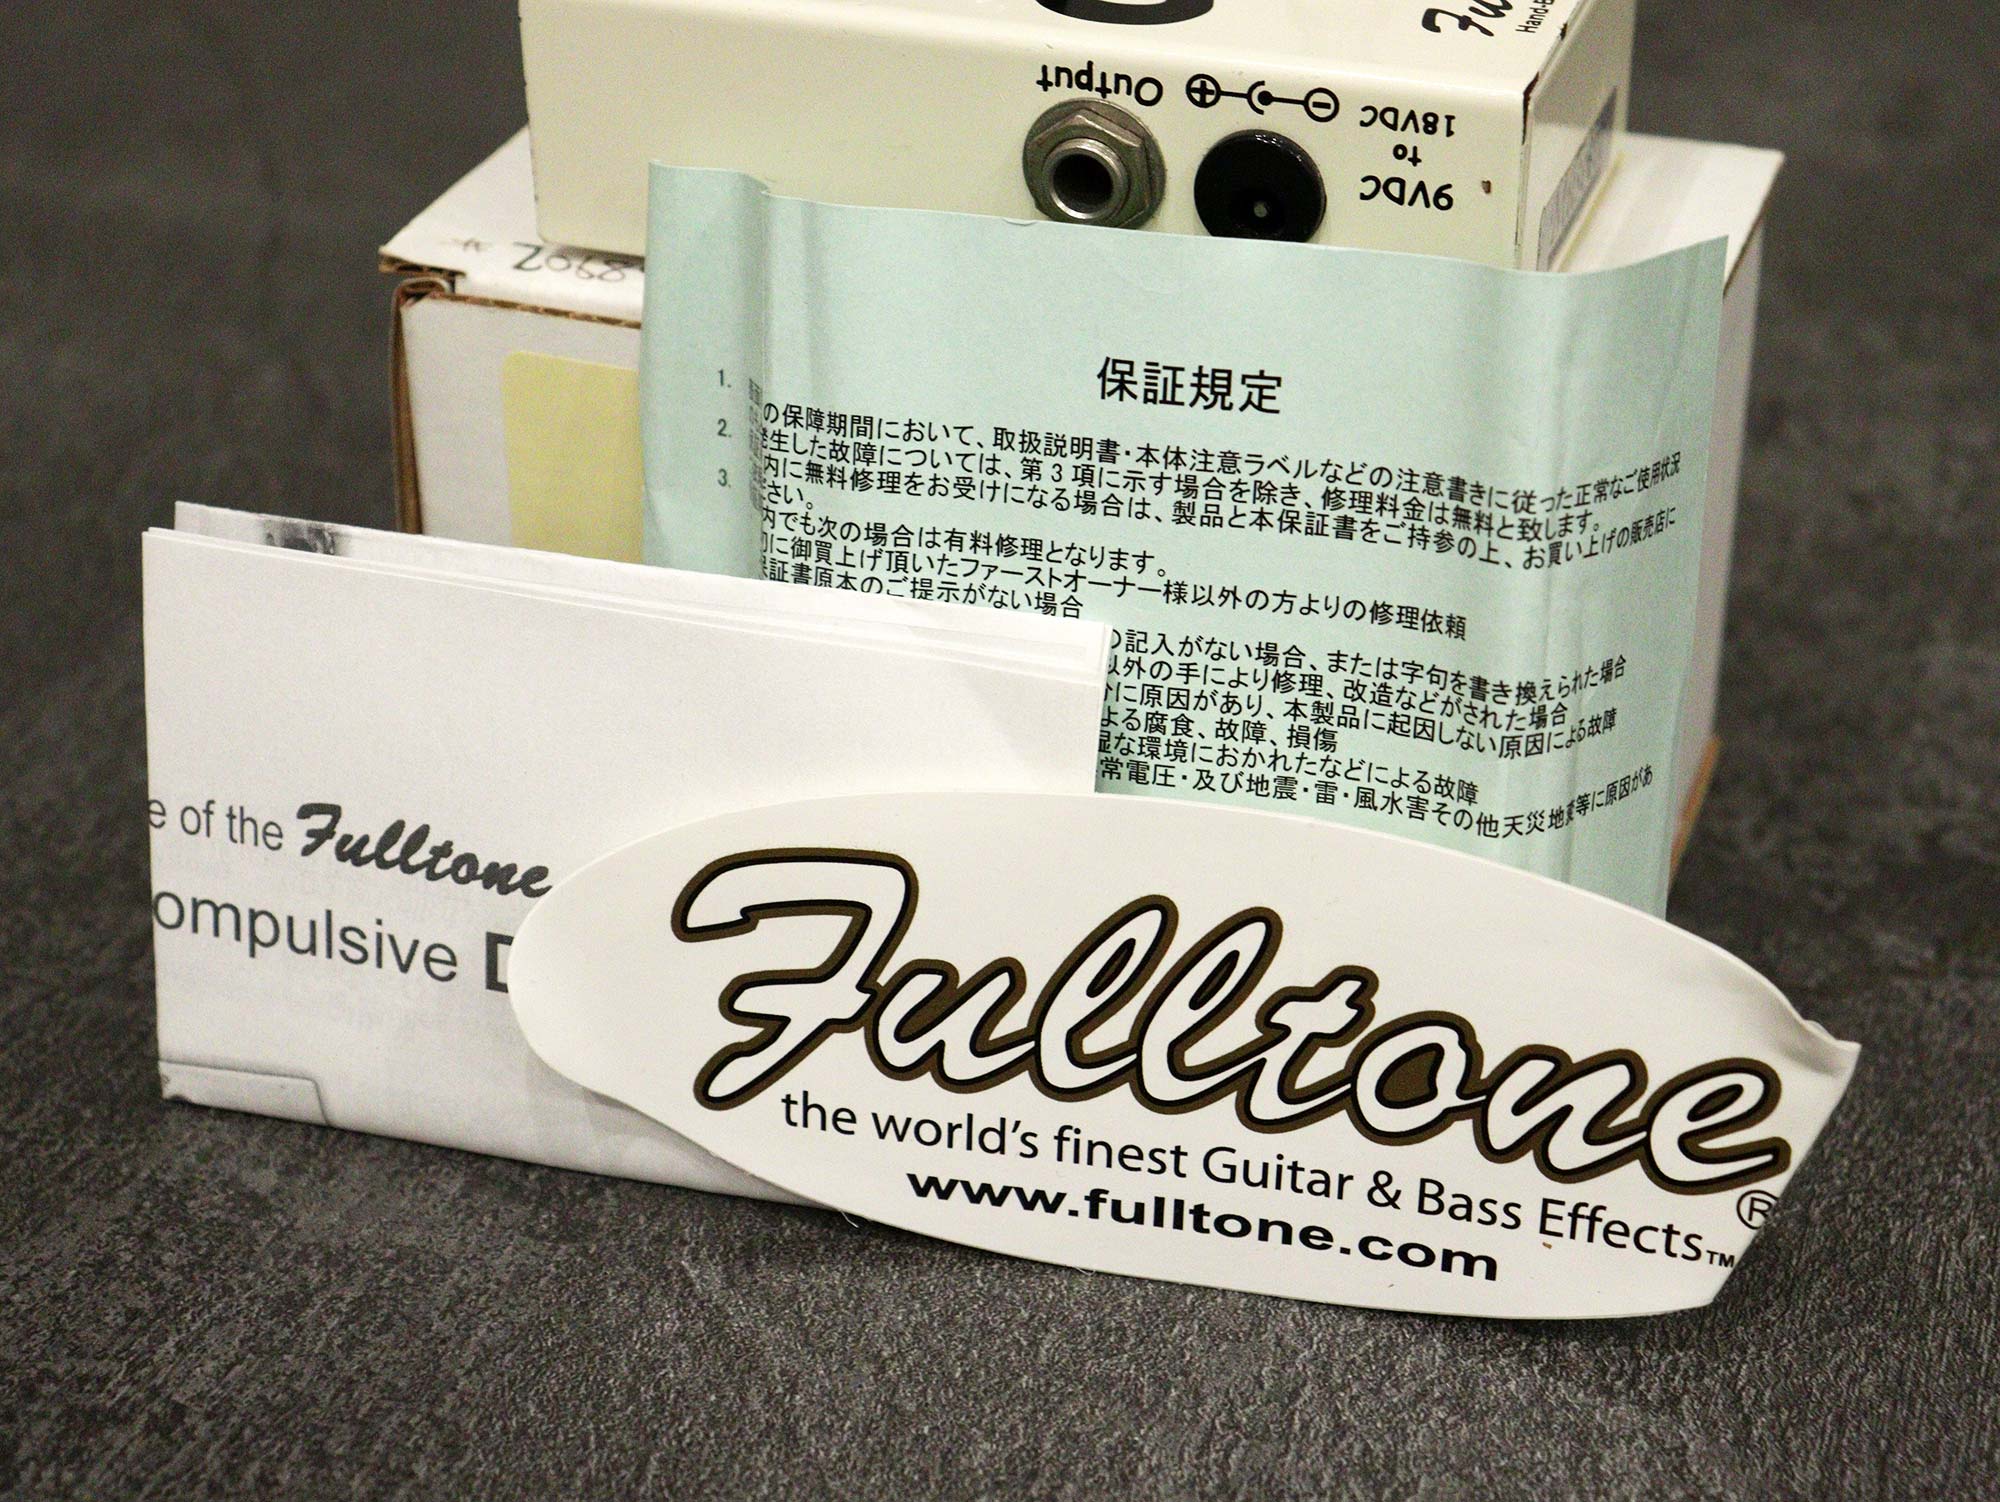 Output
9VDC
to
18VDC
保証規定
1.
の保障期間において、取扱説明書・本体注意ラベルなどの注意書きに従った正常なご使用状況
発生した故障については、第3項に示す場合を除き、修理料金は無料と致します。
2.
内に無料修理をお受けになる場合は、製品と本保証書をご持参の上、お買い上げの販売店に
ださい。
3.
内でも次の場合は有料修理となります。
に御買上げ頂いたファーストオーナー様以外の方よりの修理依頼
証書原本のご提示がない場合
の記入がない場合、または字句を書き換えられた場合
以外の手により修理、改造などがされた場合
に原因があり、本製品に起因しない原因による故障
よる腐食、故障、損傷
湿な環境におかれたなどによる故障
常電圧・及び地震・雷・風水害その他天災地変等に原因があ
e of the Fulltone
ompulsive D
Fulltone®
the world's finest Guitar & Bass Effects™
www.fulltone.com